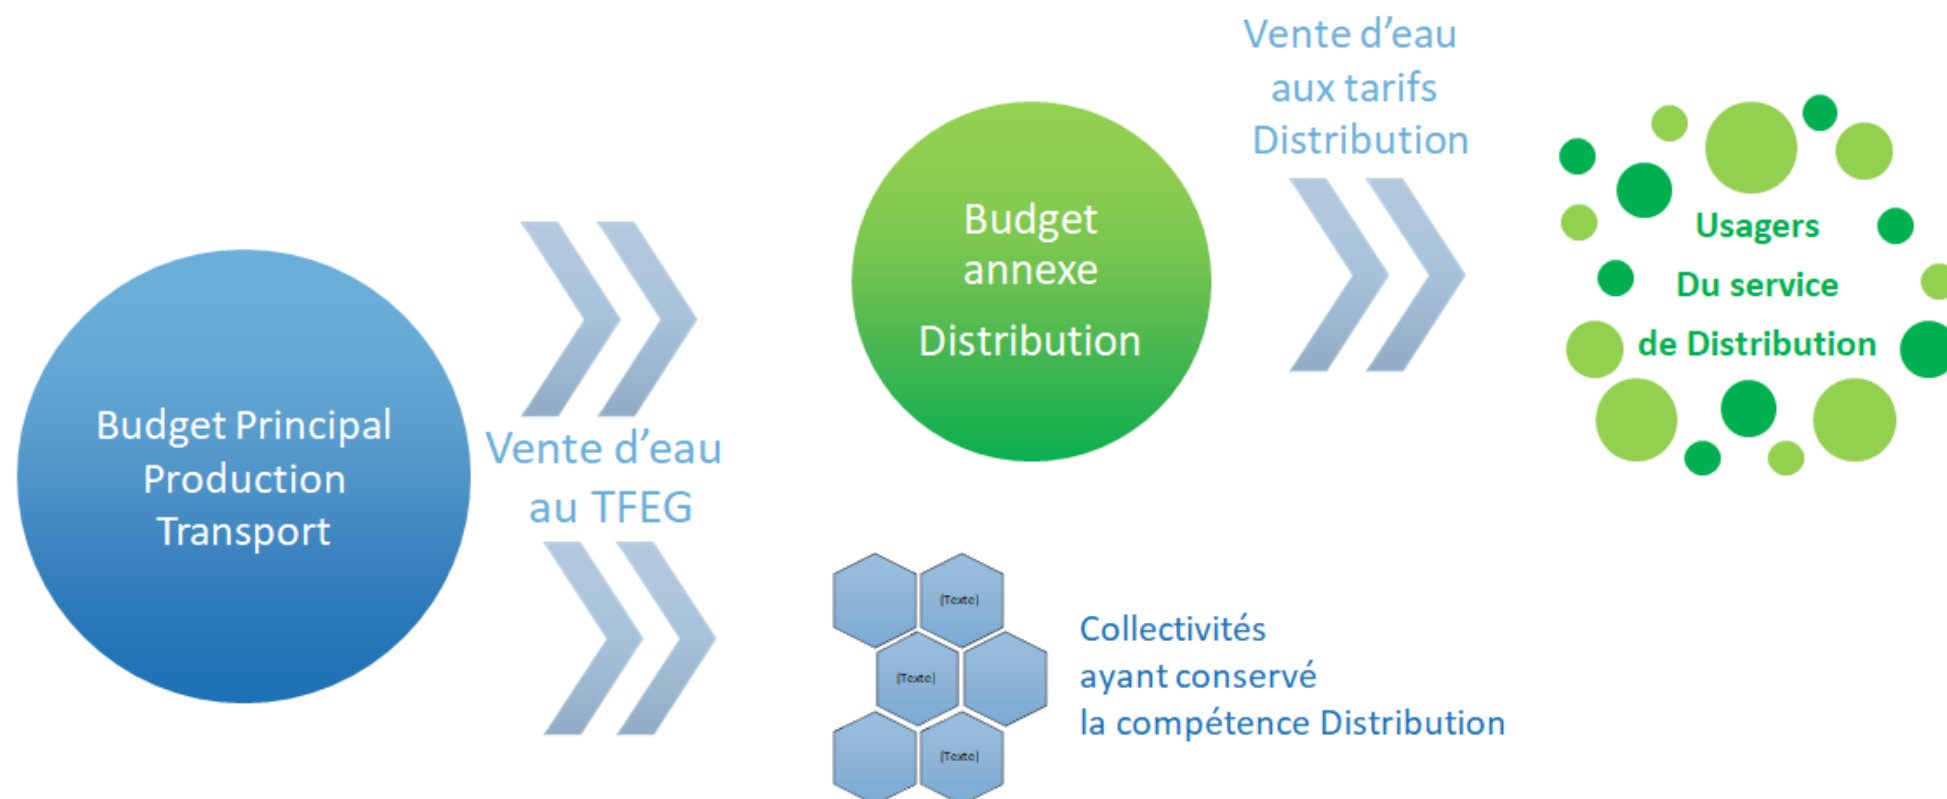 Budget Principal
Production
Transport
Vente d’eau
au TFEG
Budget
annexe
Distribution
Vente d’eau
aux tarifs
Distribution
Usagers
Du service
de Distribution
[Texte]
[Texte]
[Texte]
Collectivités
ayant conservé
la compétence Distribution